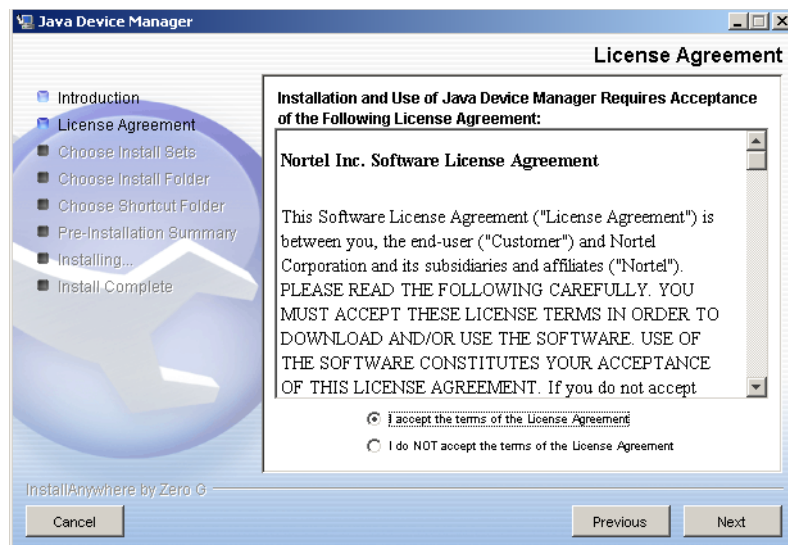 Java Device Manager
License Agreement
Introduction
License Agreement
Choose Install Sets
Choose Install Folder
Choose Shortcut Folder
Pre-Installation Summary
Installing...
Install Complete
Installation and Use of Java Device Manager Requires Acceptance
of the Following License Agreement:
Nortel Inc. Software License Agreement
This Software License Agreement ("License Agreement") is
between you, the end-user ("Customer") and Nortel
Corporation and its subsidiaries and affiliates ("Nortel").
PLEASE READ THE FOLLOWING CAREFULLY. YOU
MUST ACCEPT THESE LICENSE TERMS IN ORDER TO
DOWNLOAD AND/OR USE THE SOFTWARE. USE OF
THE SOFTWARE CONSTITUTES YOUR ACCEPTANCE
OF THIS LICENSE AGREEMENT. If you do not accept
I accept the terms of the License Agreement
I do NOT accept the terms of the License Agreement
InstallAnywhere by Zero G
Cancel
Previous
Next